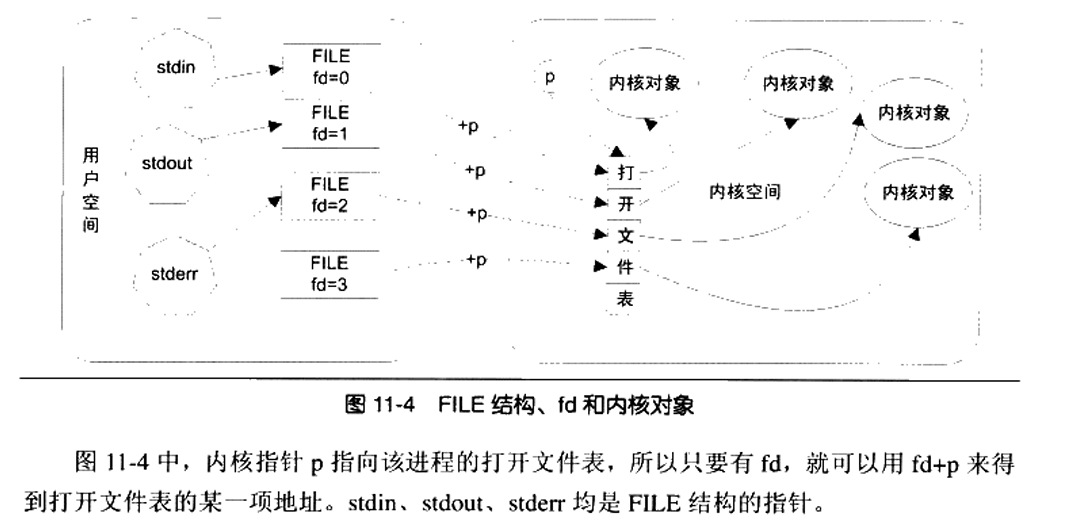 stdin
FILE
fd=0
p
内核对象
内核对象
内核对象
FILE
fd=1
+p
用户空间
stdout
打开文件表
+p
内核空间
内核对象
FILE
fd=2
+p
stderr
FILE
fd=3
+p
图 11-4 FILE 结构、fd 和内核对象
图 11-4 中，内核指针 p 指向该进程的打开文件表，所以只要有 fd，就可以用 fd+p 来得
到打开文件表的某一项地址。stdin、stdout、stderr 均是 FILE 结构的指针。